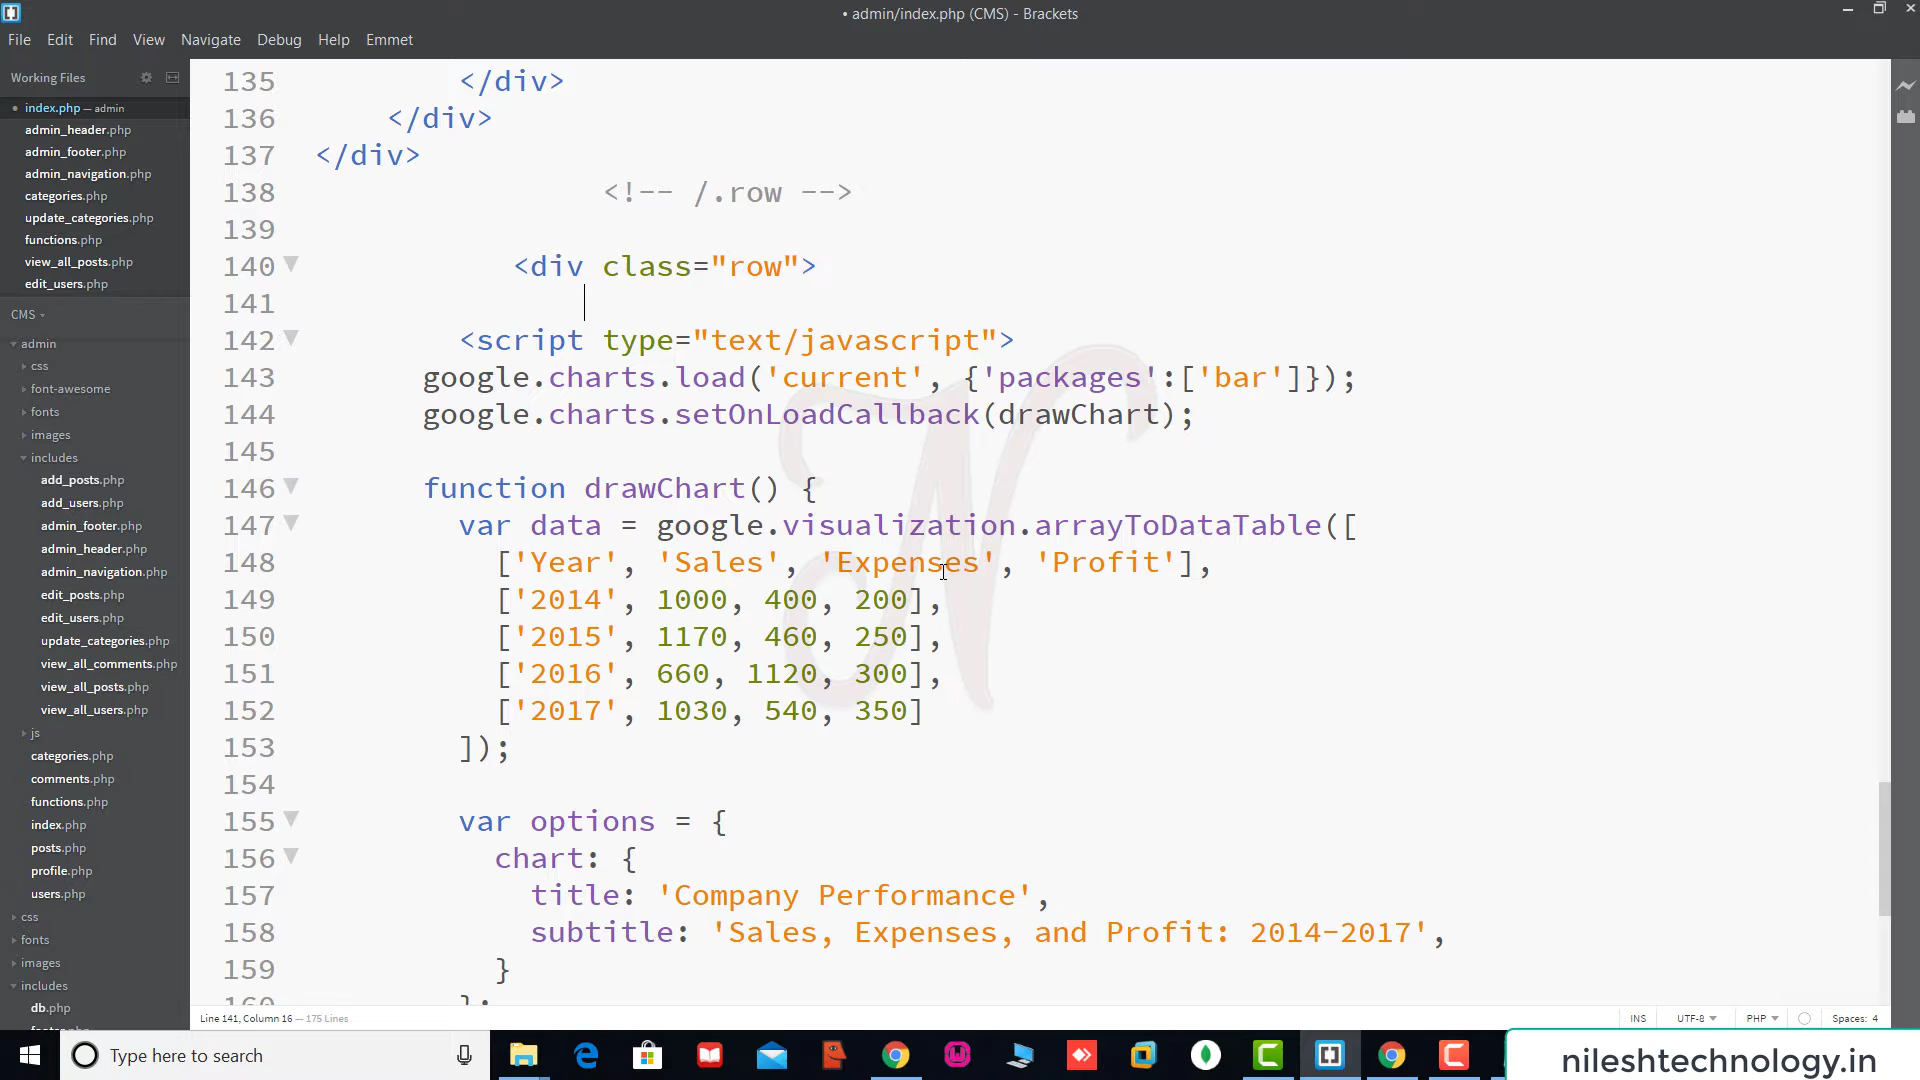 • admin/index.php (CMS) - Brackets
File Edit Find View Navigate Debug Help Emmet
Working Files
index.php — admin
admin_header.php
admin_footer.php
admin_navigation.php
categories.php
update_categories.php
functions.php
view_all_posts.php
edit_users.php
CMS
admin
css
font-awesome
fonts
images
includes
add_posts.php
add_users.php
admin_footer.php
admin_header.php
admin_navigation.php
edit_posts.php
edit_users.php
update_categories.php
view_all_comments.php
view_all_posts.php
view_all_users.php
js
categories.php
comments.php
functions.php
index.php
posts.php
profile.php
users.php
css
fonts
images
includes
db.php
135 </div>
136 </div>
137 </div>
138 <!-- /.row -->
139
140 <div class="row">
141
142 <script type="text/javascript">
143 google.charts.load('current', {'packages':['bar']});
144 google.charts.setOnLoadCallback(drawChart);
145
146 function drawChart() {
147 var data = google.visualization.arrayToDataTable([
148 ['Year', 'Sales', 'Expenses', 'Profit'],
149 ['2014', 1000, 400, 200],
150 ['2015', 1170, 460, 250],
151 ['2016', 660, 1120, 300],
152 ['2017', 1030, 540, 350]
153 ]);
154
155 var options = {
156 chart: {
157 title: 'Company Performance',
158 subtitle: 'Sales, Expenses, and Profit: 2014-2017',
159 }
160 };
N
Line 141, Column 16 — 175 Lines
INS UTF-8 PHP Spaces: 4
Type here to search
nileshtechnology.in